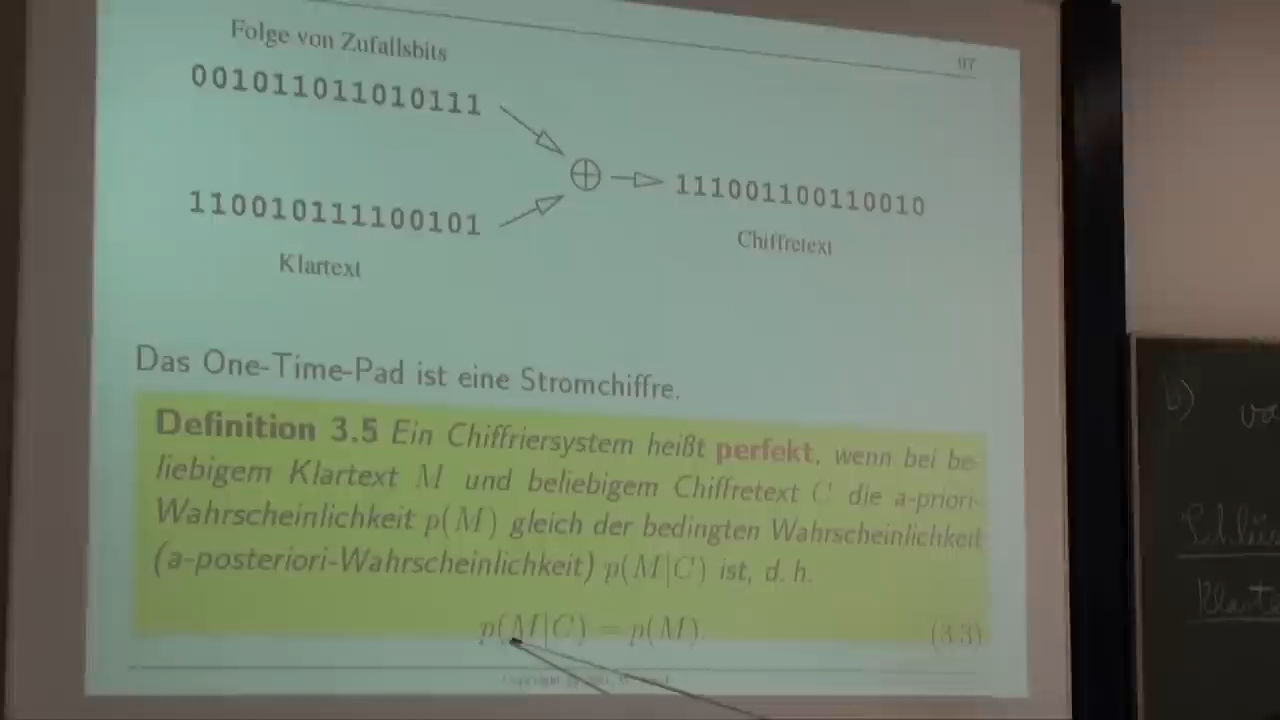 97
Folge von Zufallsbits
001011011010111
110010111100101
111001100110010
Klartext
Chiffretext
Das One-Time-Pad ist eine Stromchiffre.
Definition 3.5 Ein Chiffriersystem heißt perfekt, wenn bei be-
liebigem Klartext M und beliebigem Chiffretext C die a-priori-
Wahrscheinlichkeit p(M) gleich der bedingten Wahrscheinlichkeit
(a-posteriori-Wahrscheinlichkeit) p(M|C) ist, d. h.
p(M|C) = p(M). (3.3)
b)